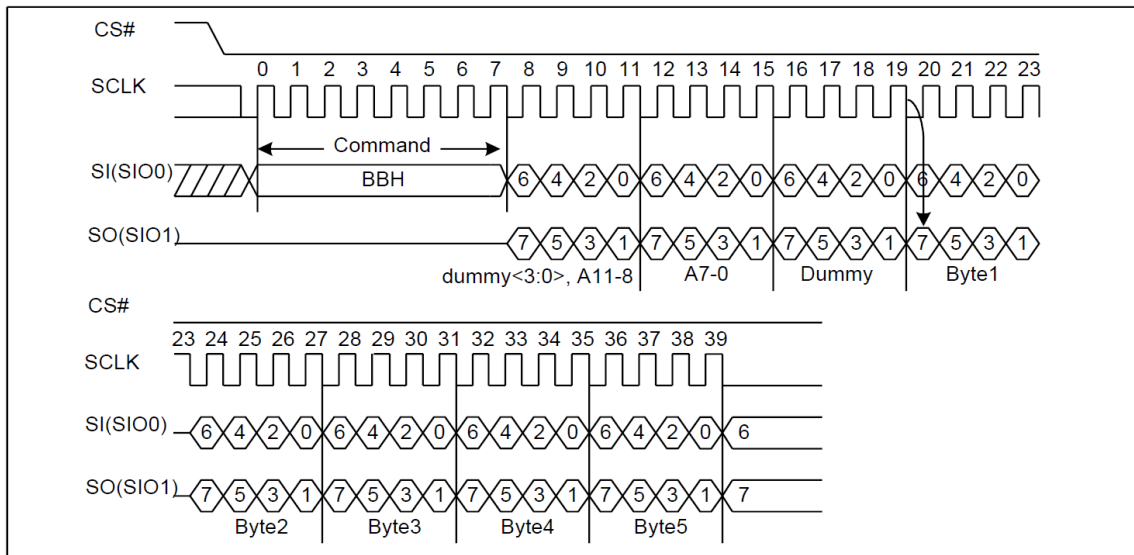 CS#
0 1 2 3 4 5 6 7 8 9 10 11 12 13 14 15 16 17 18 19 20 21 22 23
SCLK
Command
SI(SIO0) BBH 6 4 2 0 6 4 2 0 6 4 2 0 6 4 2 0
SO(SIO1) 7 5 3 1 7 5 3 1 7 5 3 1 7 5 3 1
dummy<3:0>, A11-8 A7-0 Dummy Byte1
CS#
23 24 25 26 27 28 29 30 31 32 33 34 35 36 37 38 39
SCLK
SI(SIO0) 6 4 2 0 6 4 2 0 6 4 2 0 6 4 2 0 6
SO(SIO1) 7 5 3 1 7 5 3 1 7 5 3 1 7 5 3 1 7
Byte2 Byte3 Byte4 Byte5